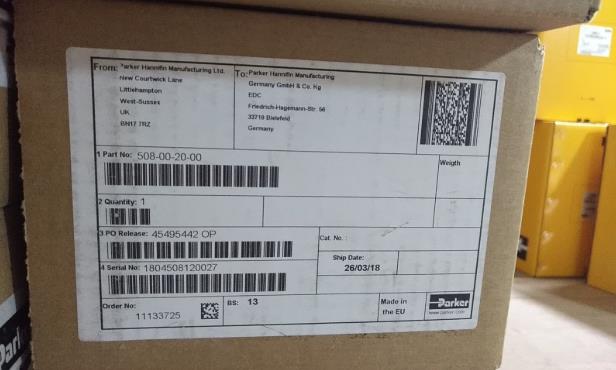 From: Parker Hannifin Manufacturing Ltd.
New Courtwick Lane
Littlehampton
West-Sussex
UK
BN17 7RZ
To: Parker Hannifin Manufacturing
Germany GmbH & Co. Kg
EDC
Friedrich-Hagemann-Str. 56
33719 Bielefeld
Germany
1 Part No: 508-00-20-00
Weigth
2 Quantity: 1
3 PO Release: 45495442 OP
Cat. No. :
Ship Date:
26/03/18
4 Serial No: 1804508120027
Order No:
11133725
BS: 13
Made in
the EU
Parker
www.parker.com